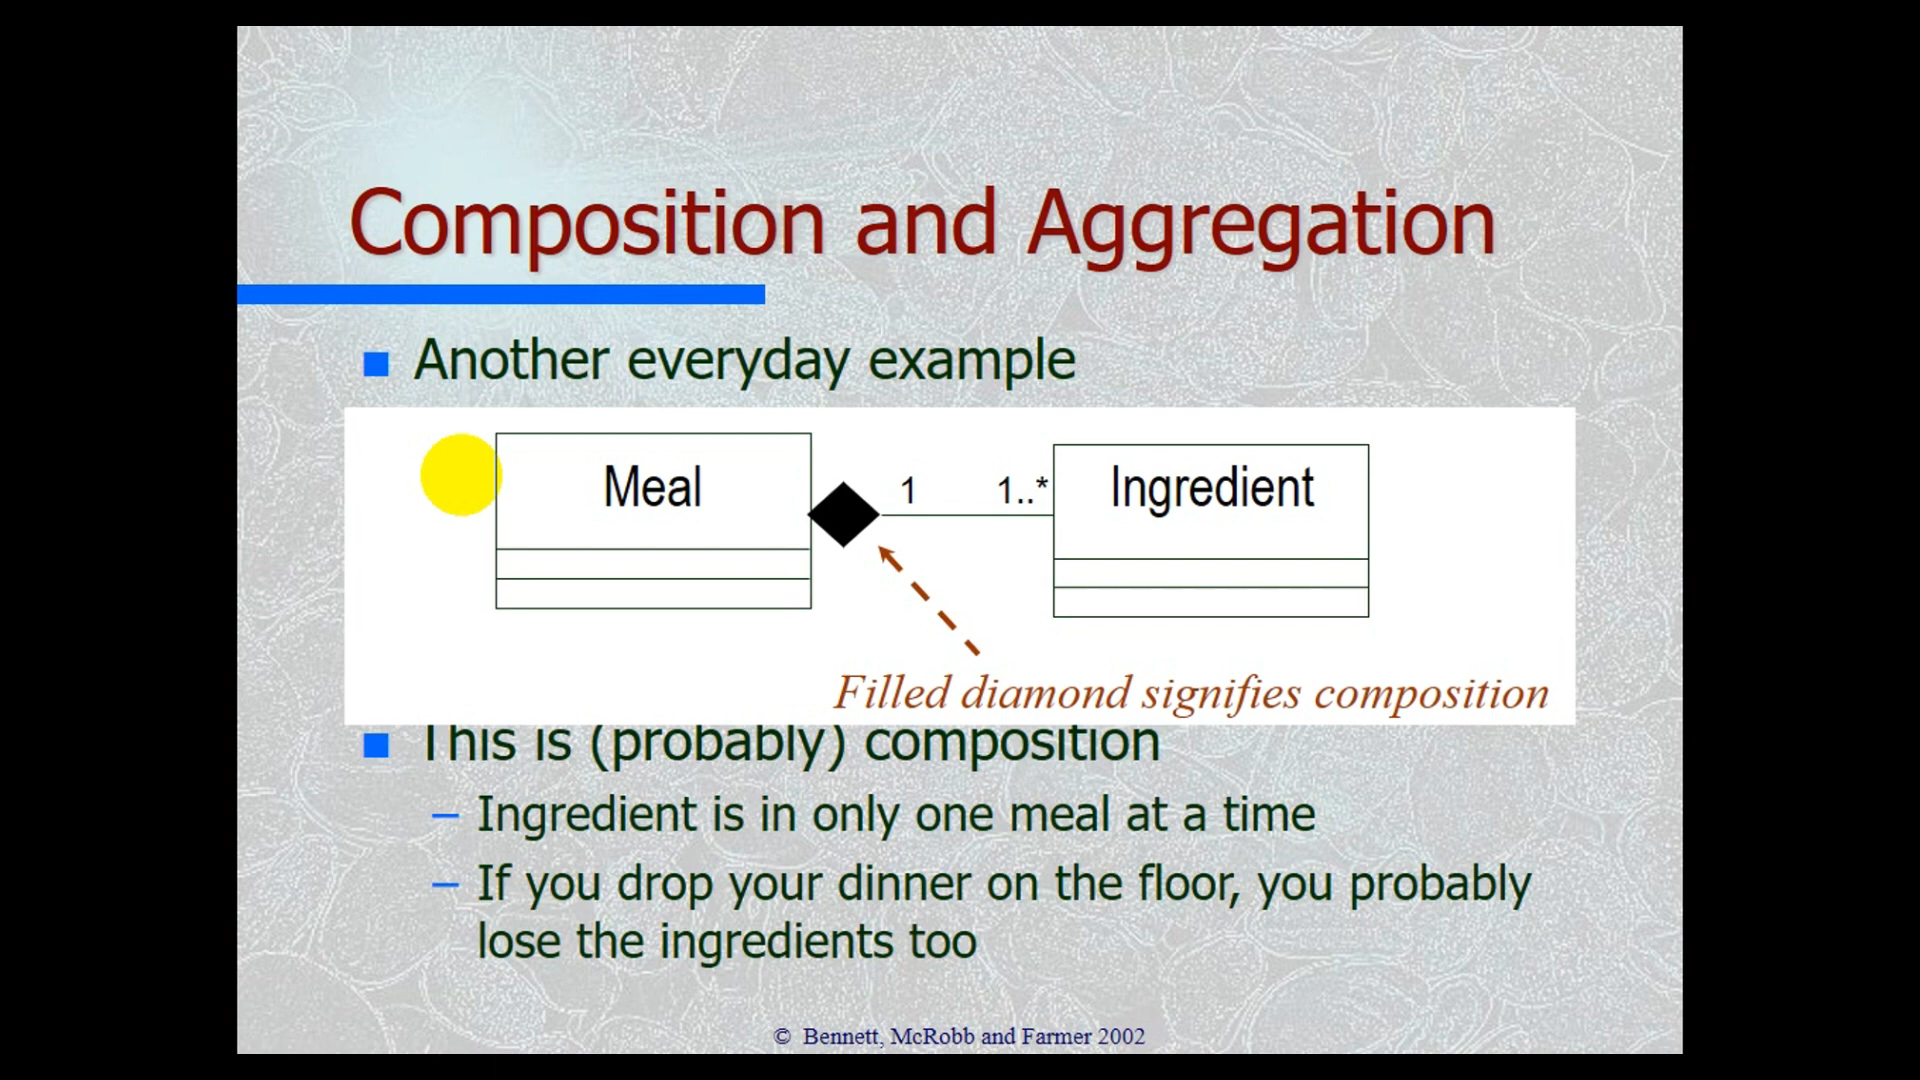 Composition and Aggregation
Another everyday example
Meal
1
1..*
Ingredient
Filled diamond signifies composition
This is (probably) composition
– Ingredient is in only one meal at a time
– If you drop your dinner on the floor, you probably
lose the ingredients too
© Bennett, McRobb and Farmer 2002